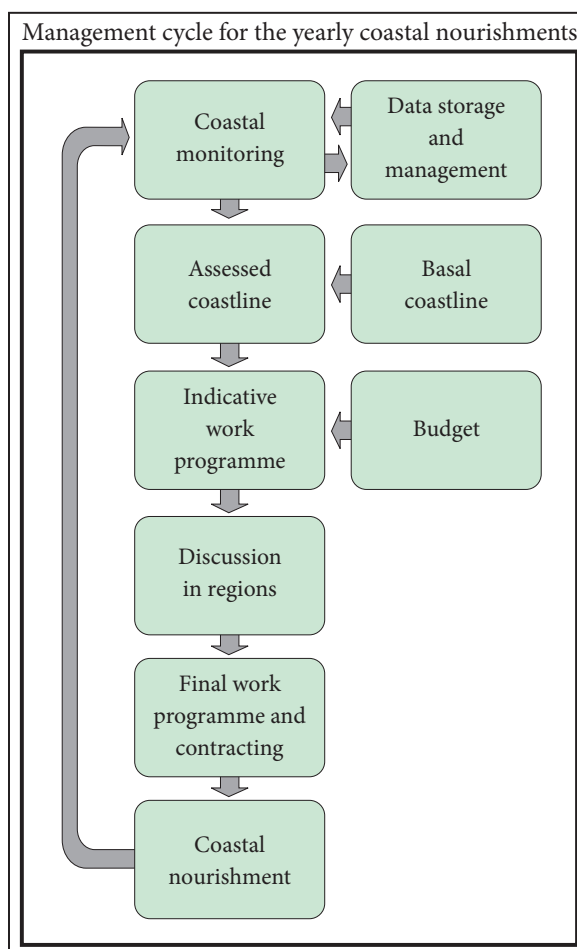 Management cycle for the yearly coastal nourishments
Coastal
monitoring
Data storage
and
management
Assessed
coastline
Basal
coastline
Indicative
work
programme
Budget
Discussion
in regions
Final work
programme and
contracting
Coastal
nourishment